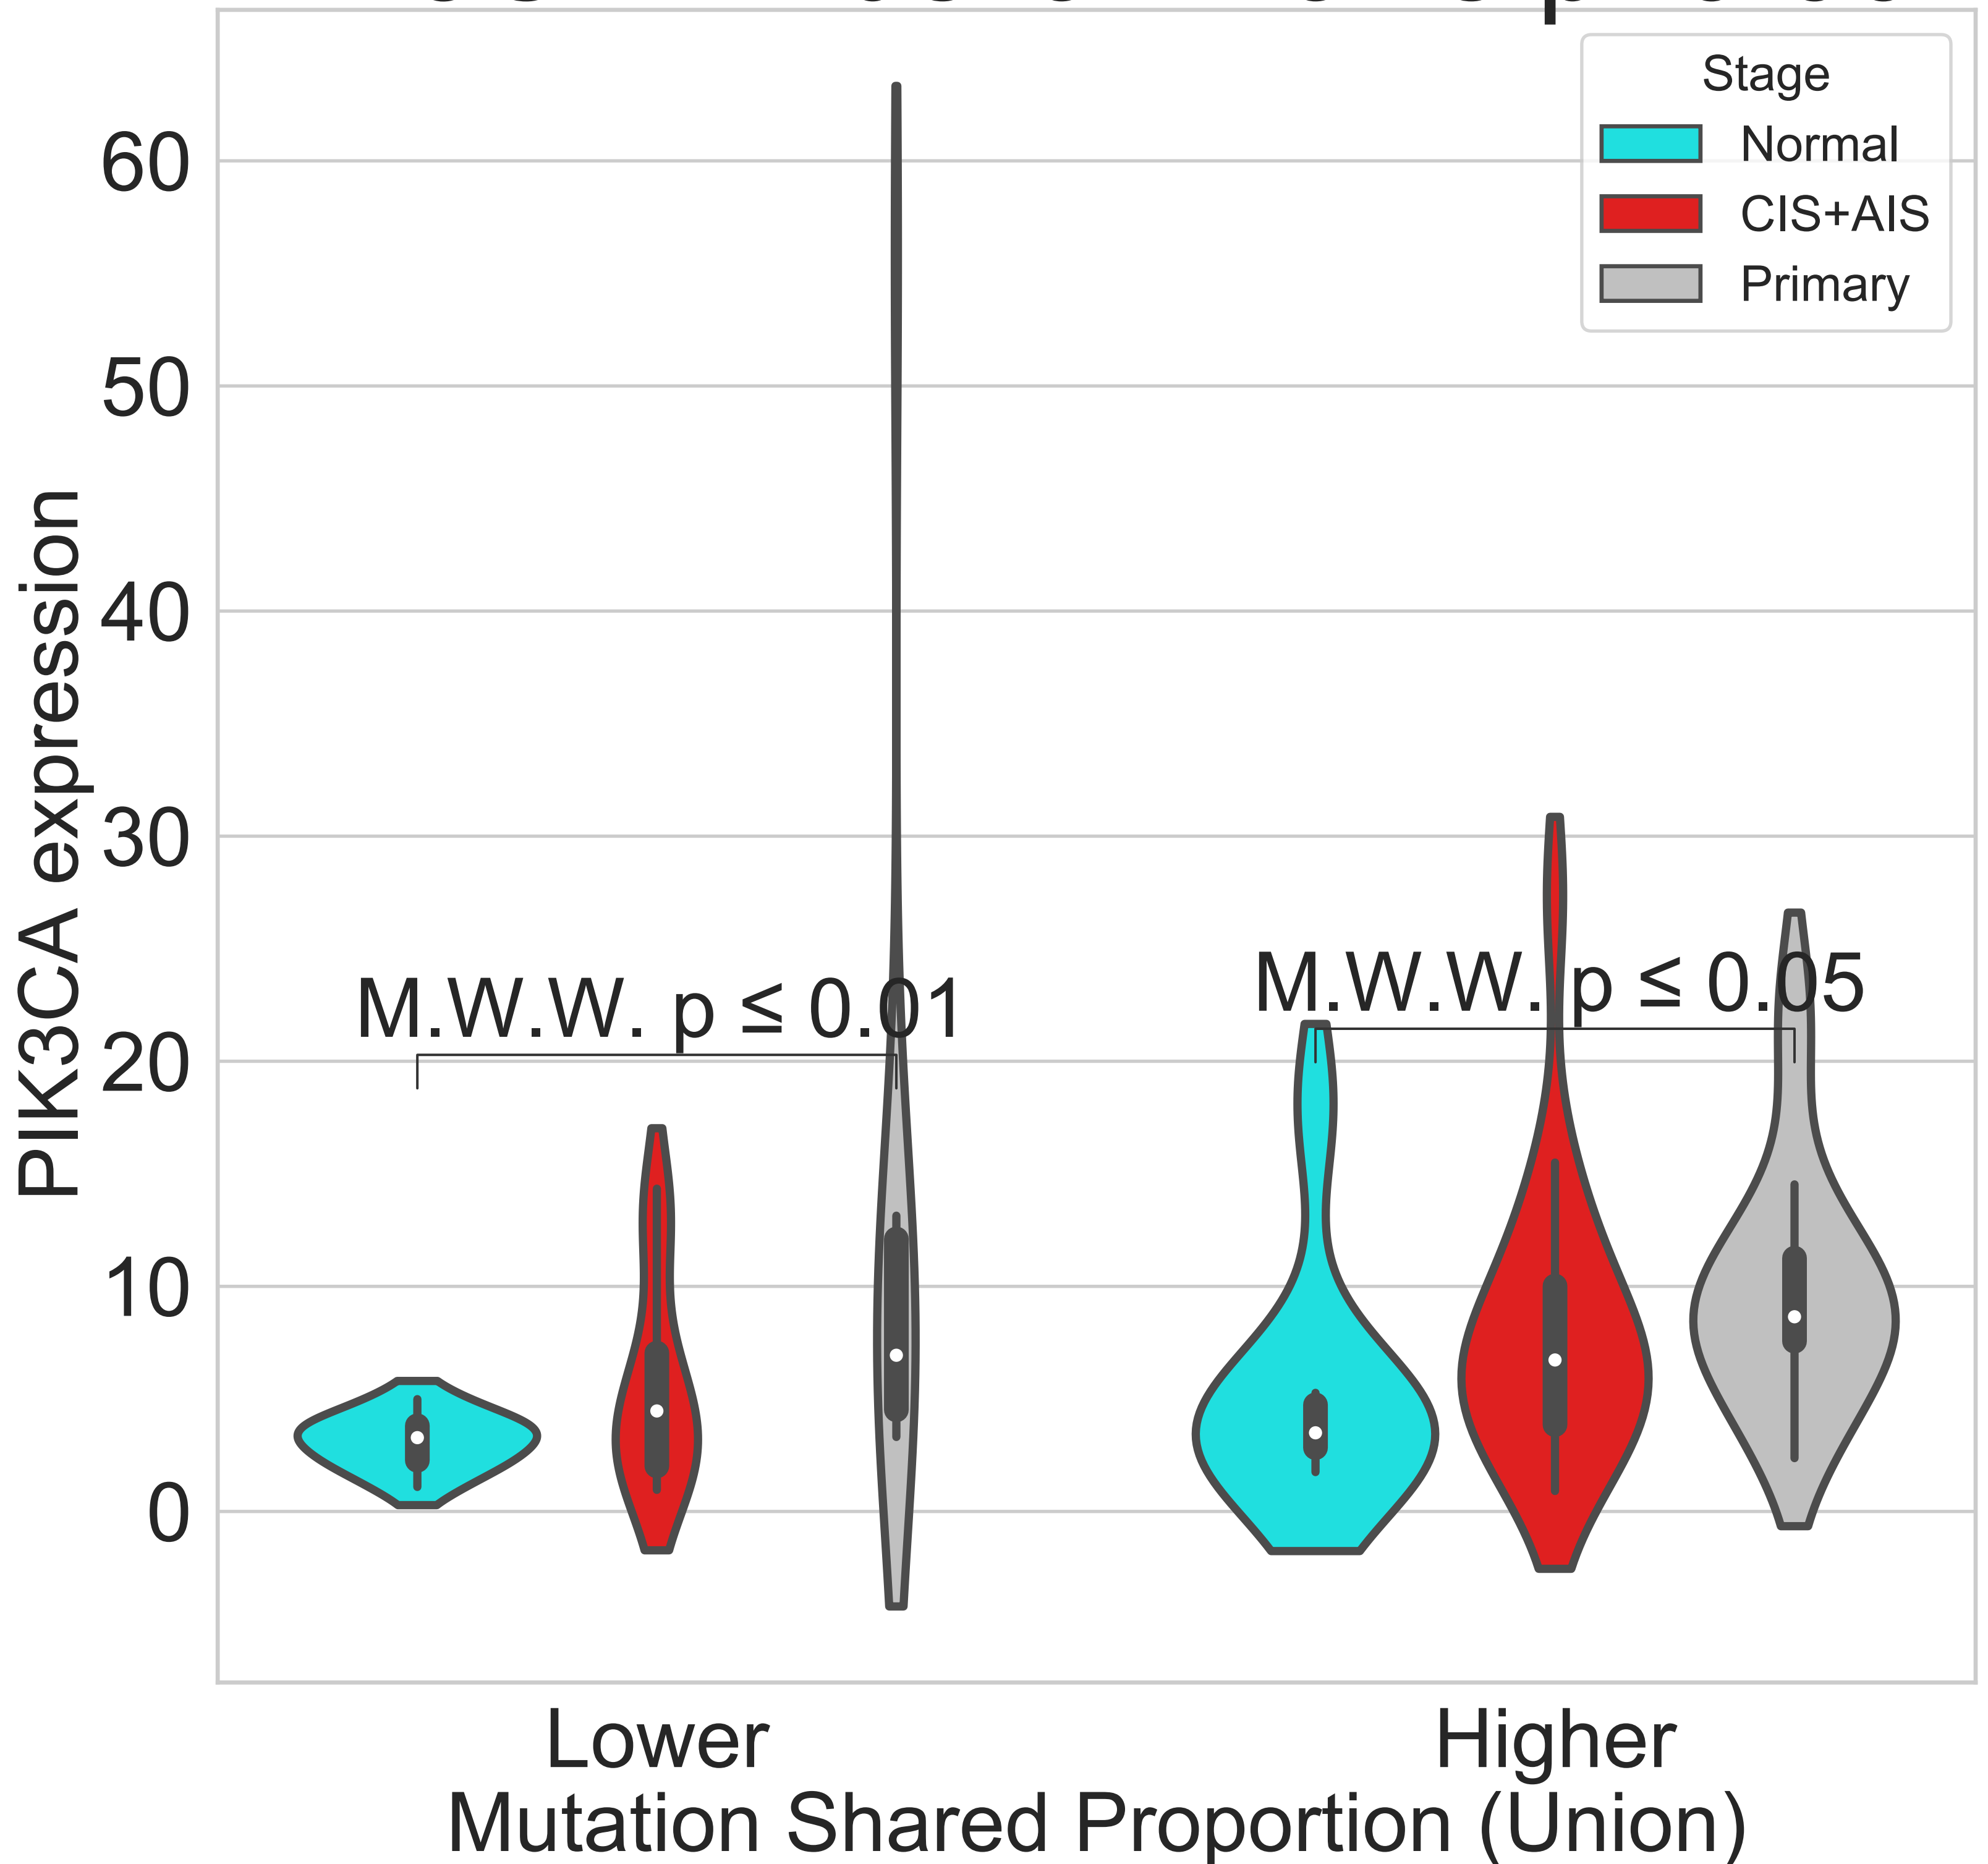 Stage
Normal
CIS+AIS
Primary
60
50
40
30
20
10
0
PIK3CA expression
M.W.W. p ≤ 0.01
M.W.W. p ≤ 0.05
Lower
Higher
Mutation Shared Proportion (Union)